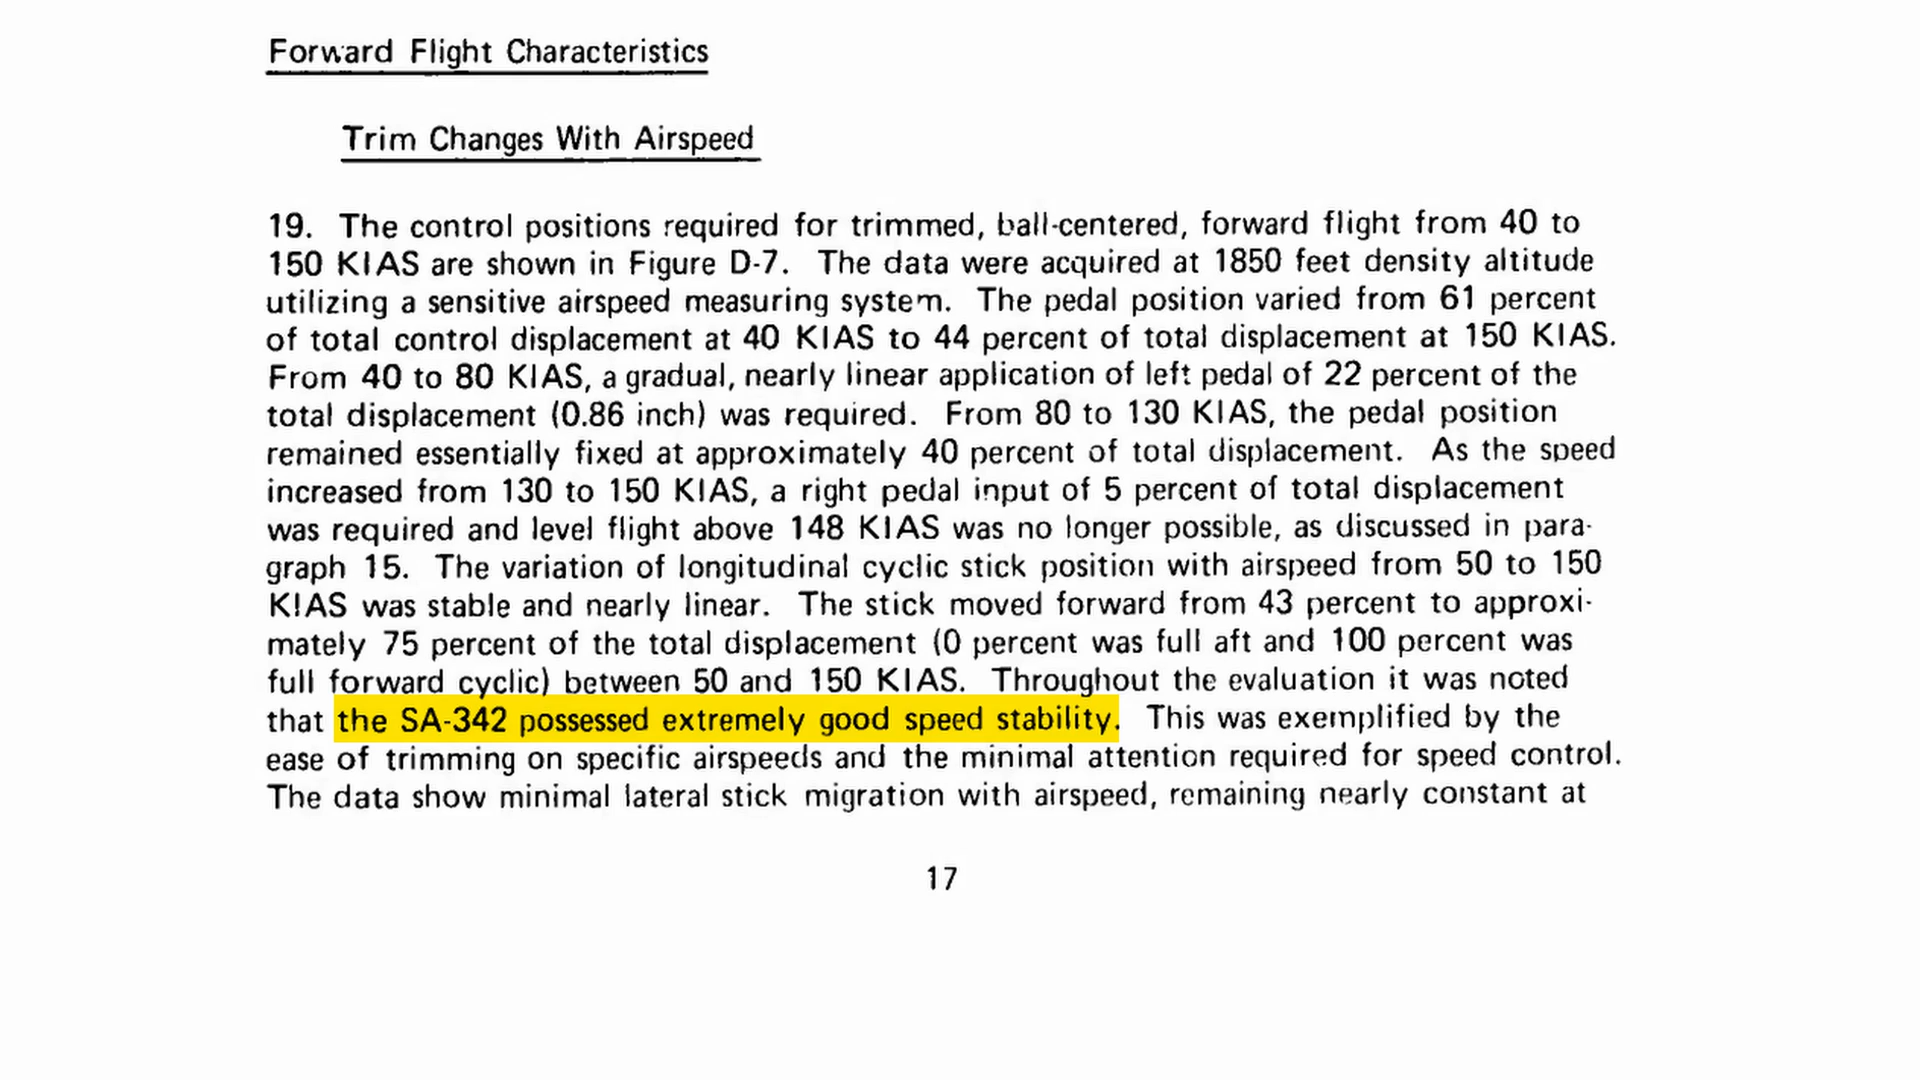 Forward Flight Characteristics
Trim Changes With Airspeed
19. The control positions required for trimmed, ball-centered, forward flight from 40 to
150 KIAS are shown in Figure D-7. The data were acquired at 1850 feet density altitude
utilizing a sensitive airspeed measuring system. The pedal position varied from 61 percent
of total control displacement at 40 KIAS to 44 percent of total displacement at 150 KIAS.
From 40 to 80 KIAS, a gradual, nearly linear application of left pedal of 22 percent of the
total displacement (0.86 inch) was required. From 80 to 130 KIAS, the pedal position
remained essentially fixed at approximately 40 percent of total displacement. As the speed
increased from 130 to 150 KIAS, a right pedal input of 5 percent of total displacement
was required and level flight above 148 KIAS was no longer possible, as discussed in para-
graph 15. The variation of longitudinal cyclic stick position with airspeed from 50 to 150
KIAS was stable and nearly linear. The stick moved forward from 43 percent to approxi-
mately 75 percent of the total displacement (0 percent was full aft and 100 percent was
full forward cyclic) between 50 and 150 KIAS. Throughout the evaluation it was noted
that the SA-342 possessed extremely good speed stability. This was exemplified by the
ease of trimming on specific airspeeds and the minimal attention required for speed control.
The data show minimal lateral stick migration with airspeed, remaining nearly constant at
17